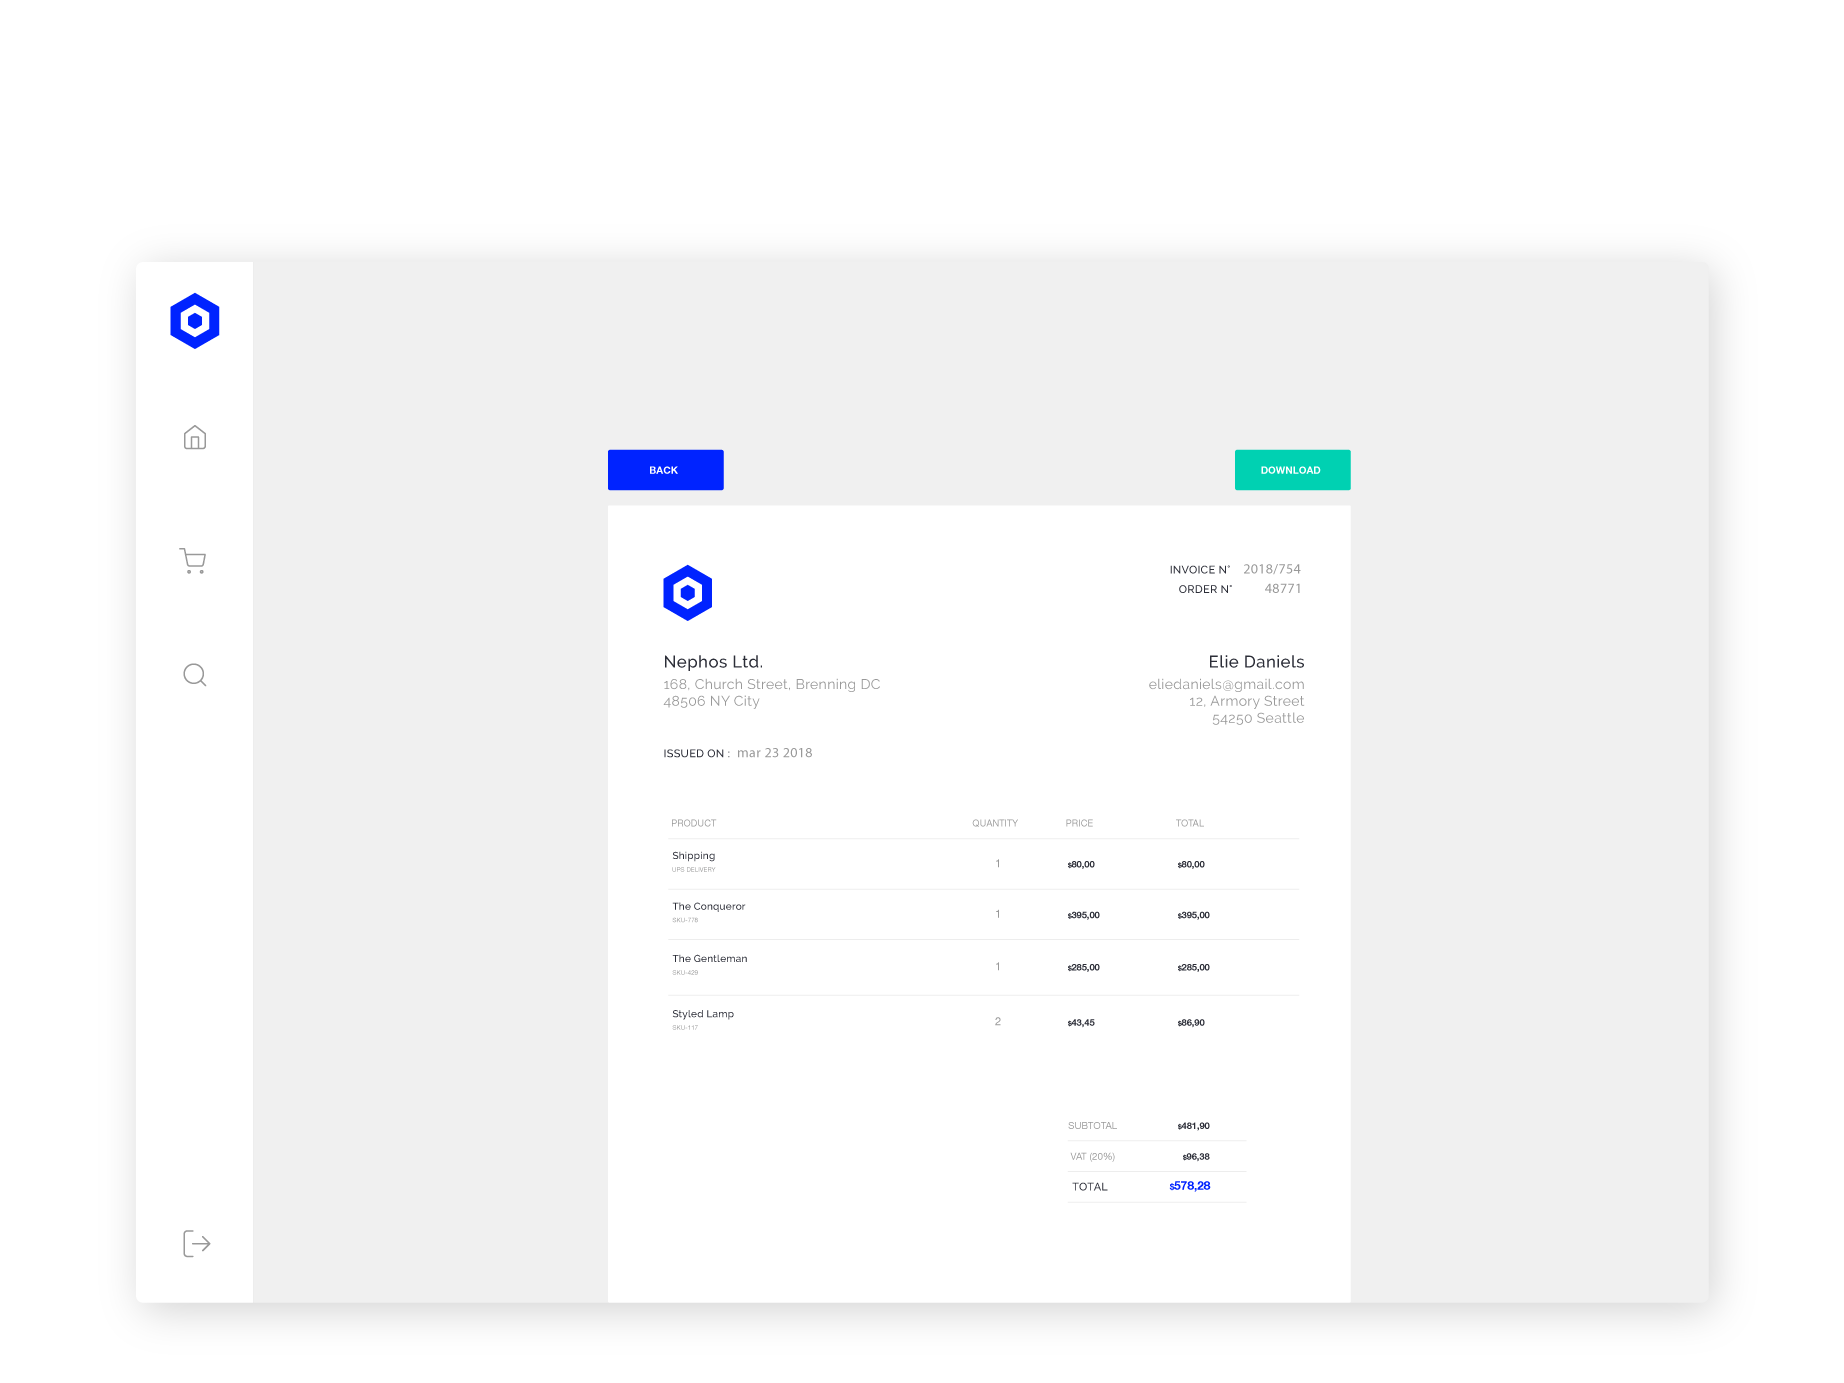 BACK
DOWNLOAD
INVOICE N° 2018/754
ORDER N° 48771
Nephos Ltd.
168, Church Street, Brenning DC
48506 NY City
Elie Daniels
eliedaniels@gmail.com
12, Armory Street
54250 Seattle
ISSUED ON : mar 23 2018
PRODUCT QUANTITY PRICE TOTAL
Shipping 1 $80,00 $80,00
UPS DELIVERY
The Conqueror 1 $395,00 $395,00
SKU-778
The Gentleman 1 $285,00 $285,00
SKU-429
Styled Lamp 2 $43,45 $86,90
SKU-117
SUBTOTAL $481,90
VAT (20%) $96,38
TOTAL $578,28